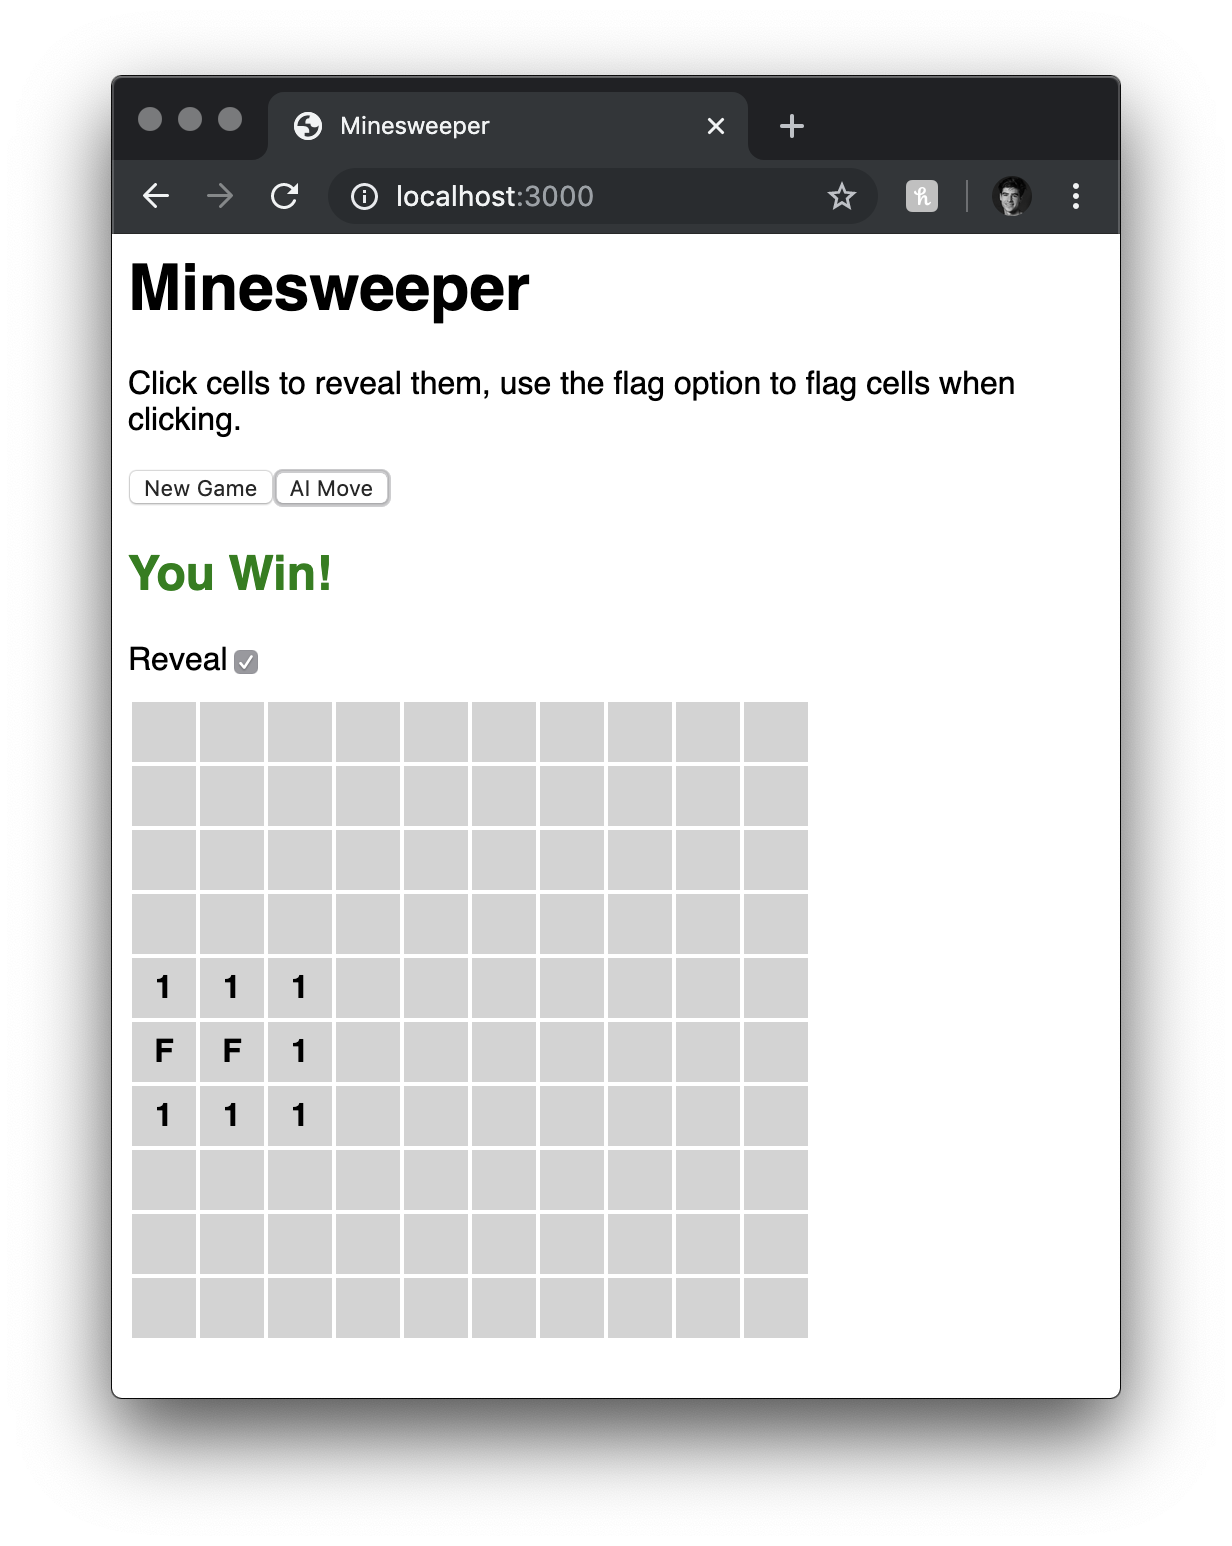 Minesweeper
localhost:3000
Minesweeper
Click cells to reveal them, use the flag option to flag cells when
clicking.
New Game AI Move
You Win!
Reveal
1 1 1
F F 1
1 1 1